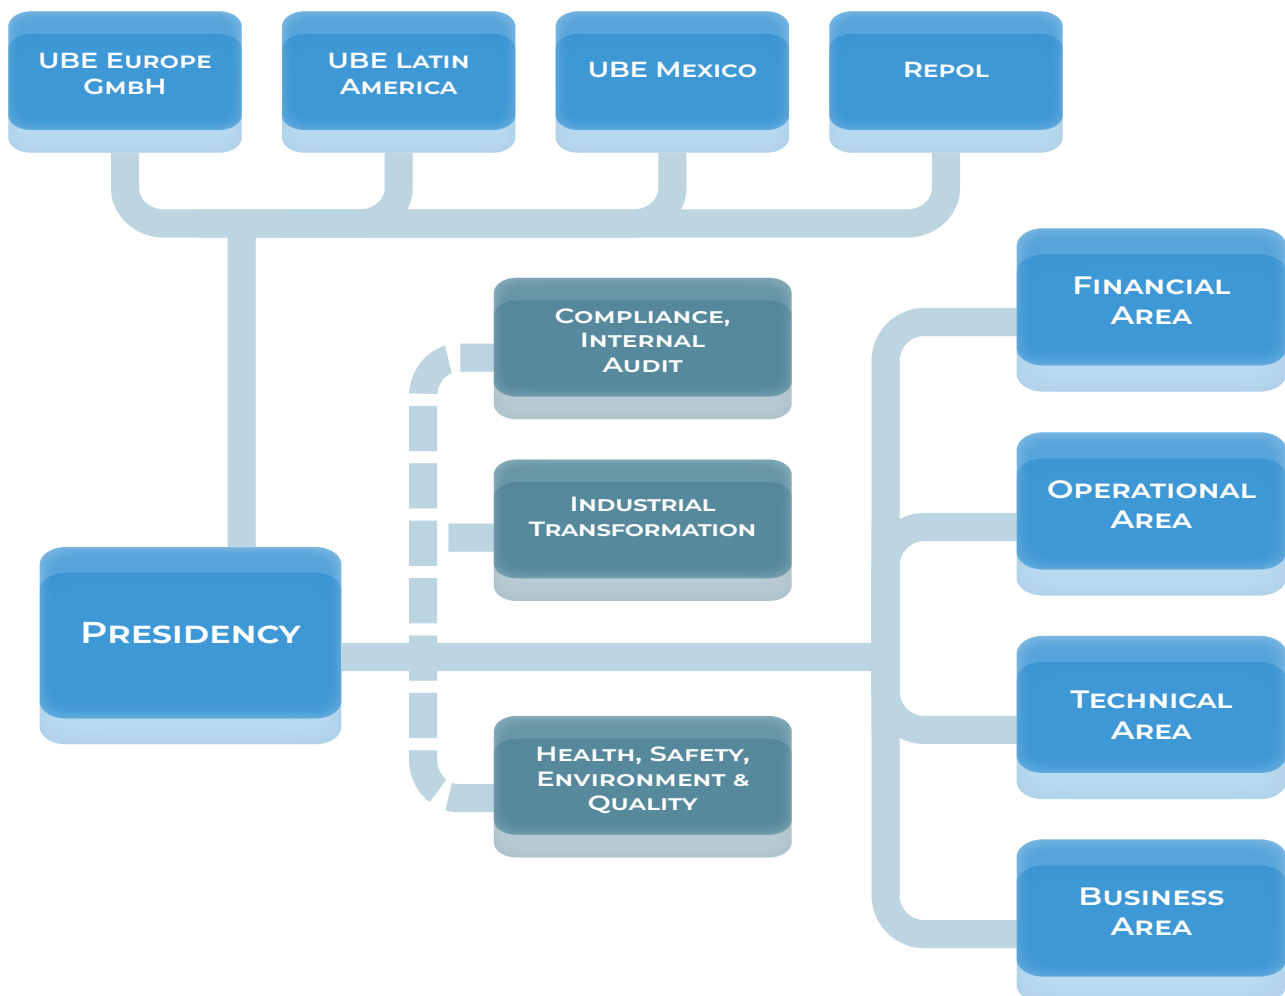 UBE Europe
GmbH
UBE Latin
America
UBE Mexico
Repol
Compliance,
Internal
Audit
Industrial
Transformation
Health, Safety,
Environment &
Quality
Presidency
Financial
Area
Operational
Area
Technical
Area
Business
Area